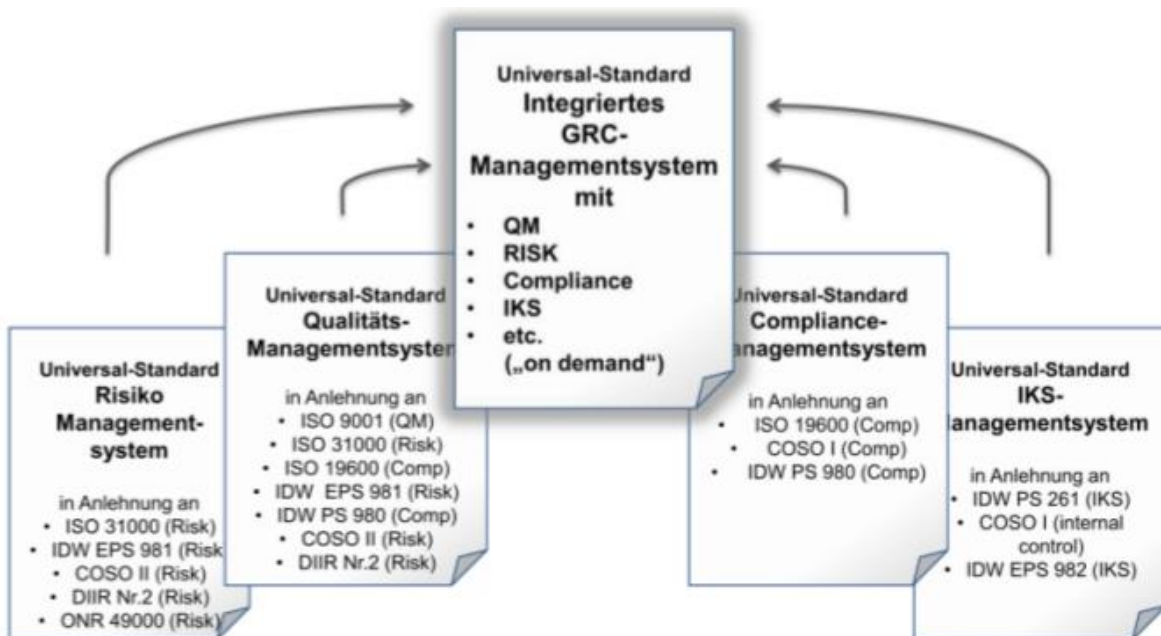 Universal-Standard
Integriertes
GRC-
Managementsystem
mit
• QM
• RISK
• Compliance
• IKS
• etc.
(„on demand“)
Universal-Standard
Risiko
Management-
system
in Anlehnung an
• ISO 31000 (Risk)
• IDW EPS 981 (Risk
• COSO II (Risk)
• DIIR Nr.2 (Risk)
• ONR 49000 (Risk)
Universal-Standard
Qualitäts-
Managementsystem
in Anlehnung an
• ISO 9001 (QM)
• ISO 31000 (Risk)
• ISO 19600 (Comp)
• IDW EPS 981 (Risk)
• IDW PS 980 (Comp)
• COSO II (Risk)
• DIIR Nr.2 (Risk)
Universal-Standard
Compliance-
Managementsystem
in Anlehnung an
• ISO 19600 (Comp)
• COSO I (Comp)
• IDW PS 980 (Comp)
Universal-Standard
IKS-
Managementsystem
in Anlehnung an
• IDW PS 261 (IKS)
• COSO I (internal
control)
• IDW EPS 982 (IKS)